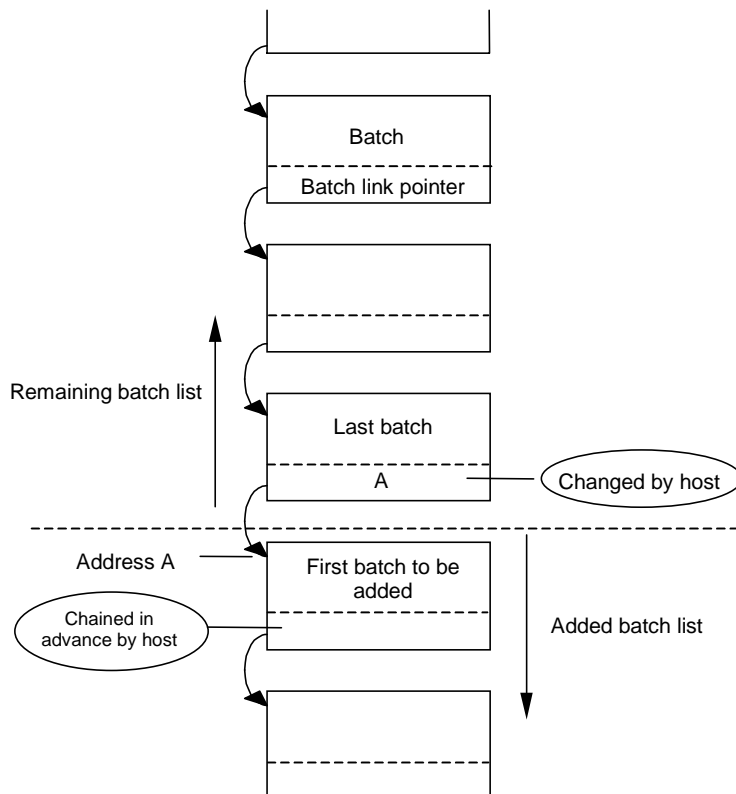 Batch
Batch link pointer
Remaining batch list
Last batch
A
Changed by host
Address A
First batch to be
added
Chained in
advance by host
Added batch list